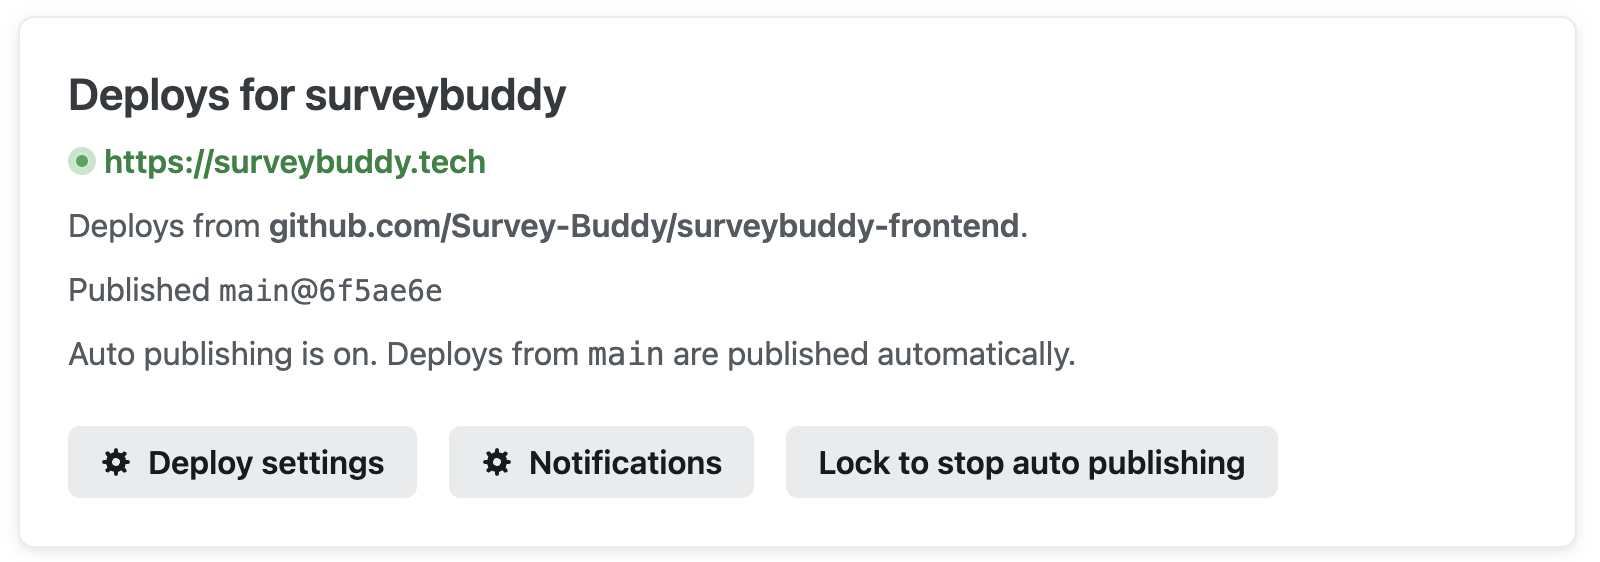 Deploys for surveybuddy
https://surveybuddy.tech
Deploys from github.com/Survey-Buddy/surveybuddy-frontend.
Published main@6f5ae6e
Auto publishing is on. Deploys from main are published automatically.
Deploy settings
Notifications
Lock to stop auto publishing